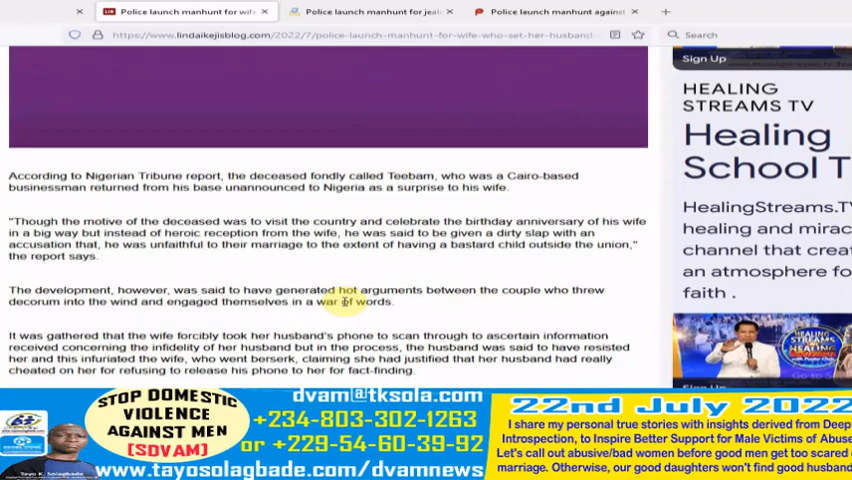 Police launch manhunt for wife
Police launch manhunt for jeal
Police launch manhunt against
https://www.lindaikejisblog.com/2022/7/police-launch-manhunt-for-wife-who-set-her-husband-
Search
Sign Up
HEALING
STREAMS TV
Healing
School T
HealingStreams.T
healing and mirac
channel that creat
an atmosphere fo
faith .
According to Nigerian Tribune report, the deceased fondly called Teebam, who was a Cairo-based
businessman returned from his base unannounced to Nigeria as a surprise to his wife.
"Though the motive of the deceased was to visit the country and celebrate the birthday anniversary of his wife
in a big way but instead of heroic reception from the wife, he was said to be given a dirty slap with an
accusation that, he was unfaithful to their marriage to the extent of having a bastard child outside the union,"
the report says.
The development, however, was said to have generated hot arguments between the couple who threw
decorum into the wind and engaged themselves in a war of words.
It was gathered that the wife forcibly took her husband's phone to scan through to ascertain information
received concerning the infidelity of her husband but in the process, the husband was said to have resisted
her and this infuriated the wife, who went berserk, claiming she had justified that her husband had really
cheated on her for refusing to release his phone to her for fact-finding.
STOP DOMESTIC
VIOLENCE
AGAINST MEN
(SDVAM)
Tayo K. Solagbade
dvam@tksola.com
+234-803-302-1263
or +229-54-60-39-92
www.tayosolagbade.com/dvamnews
22nd July 2022
I share my personal true stories with insights derived from Deep
Introspection, to Inspire Better Support for Male Victims of Abuse
Let's call out abusive/bad women before good men get too scared o
marriage. Otherwise, our good daughters won't find good husband